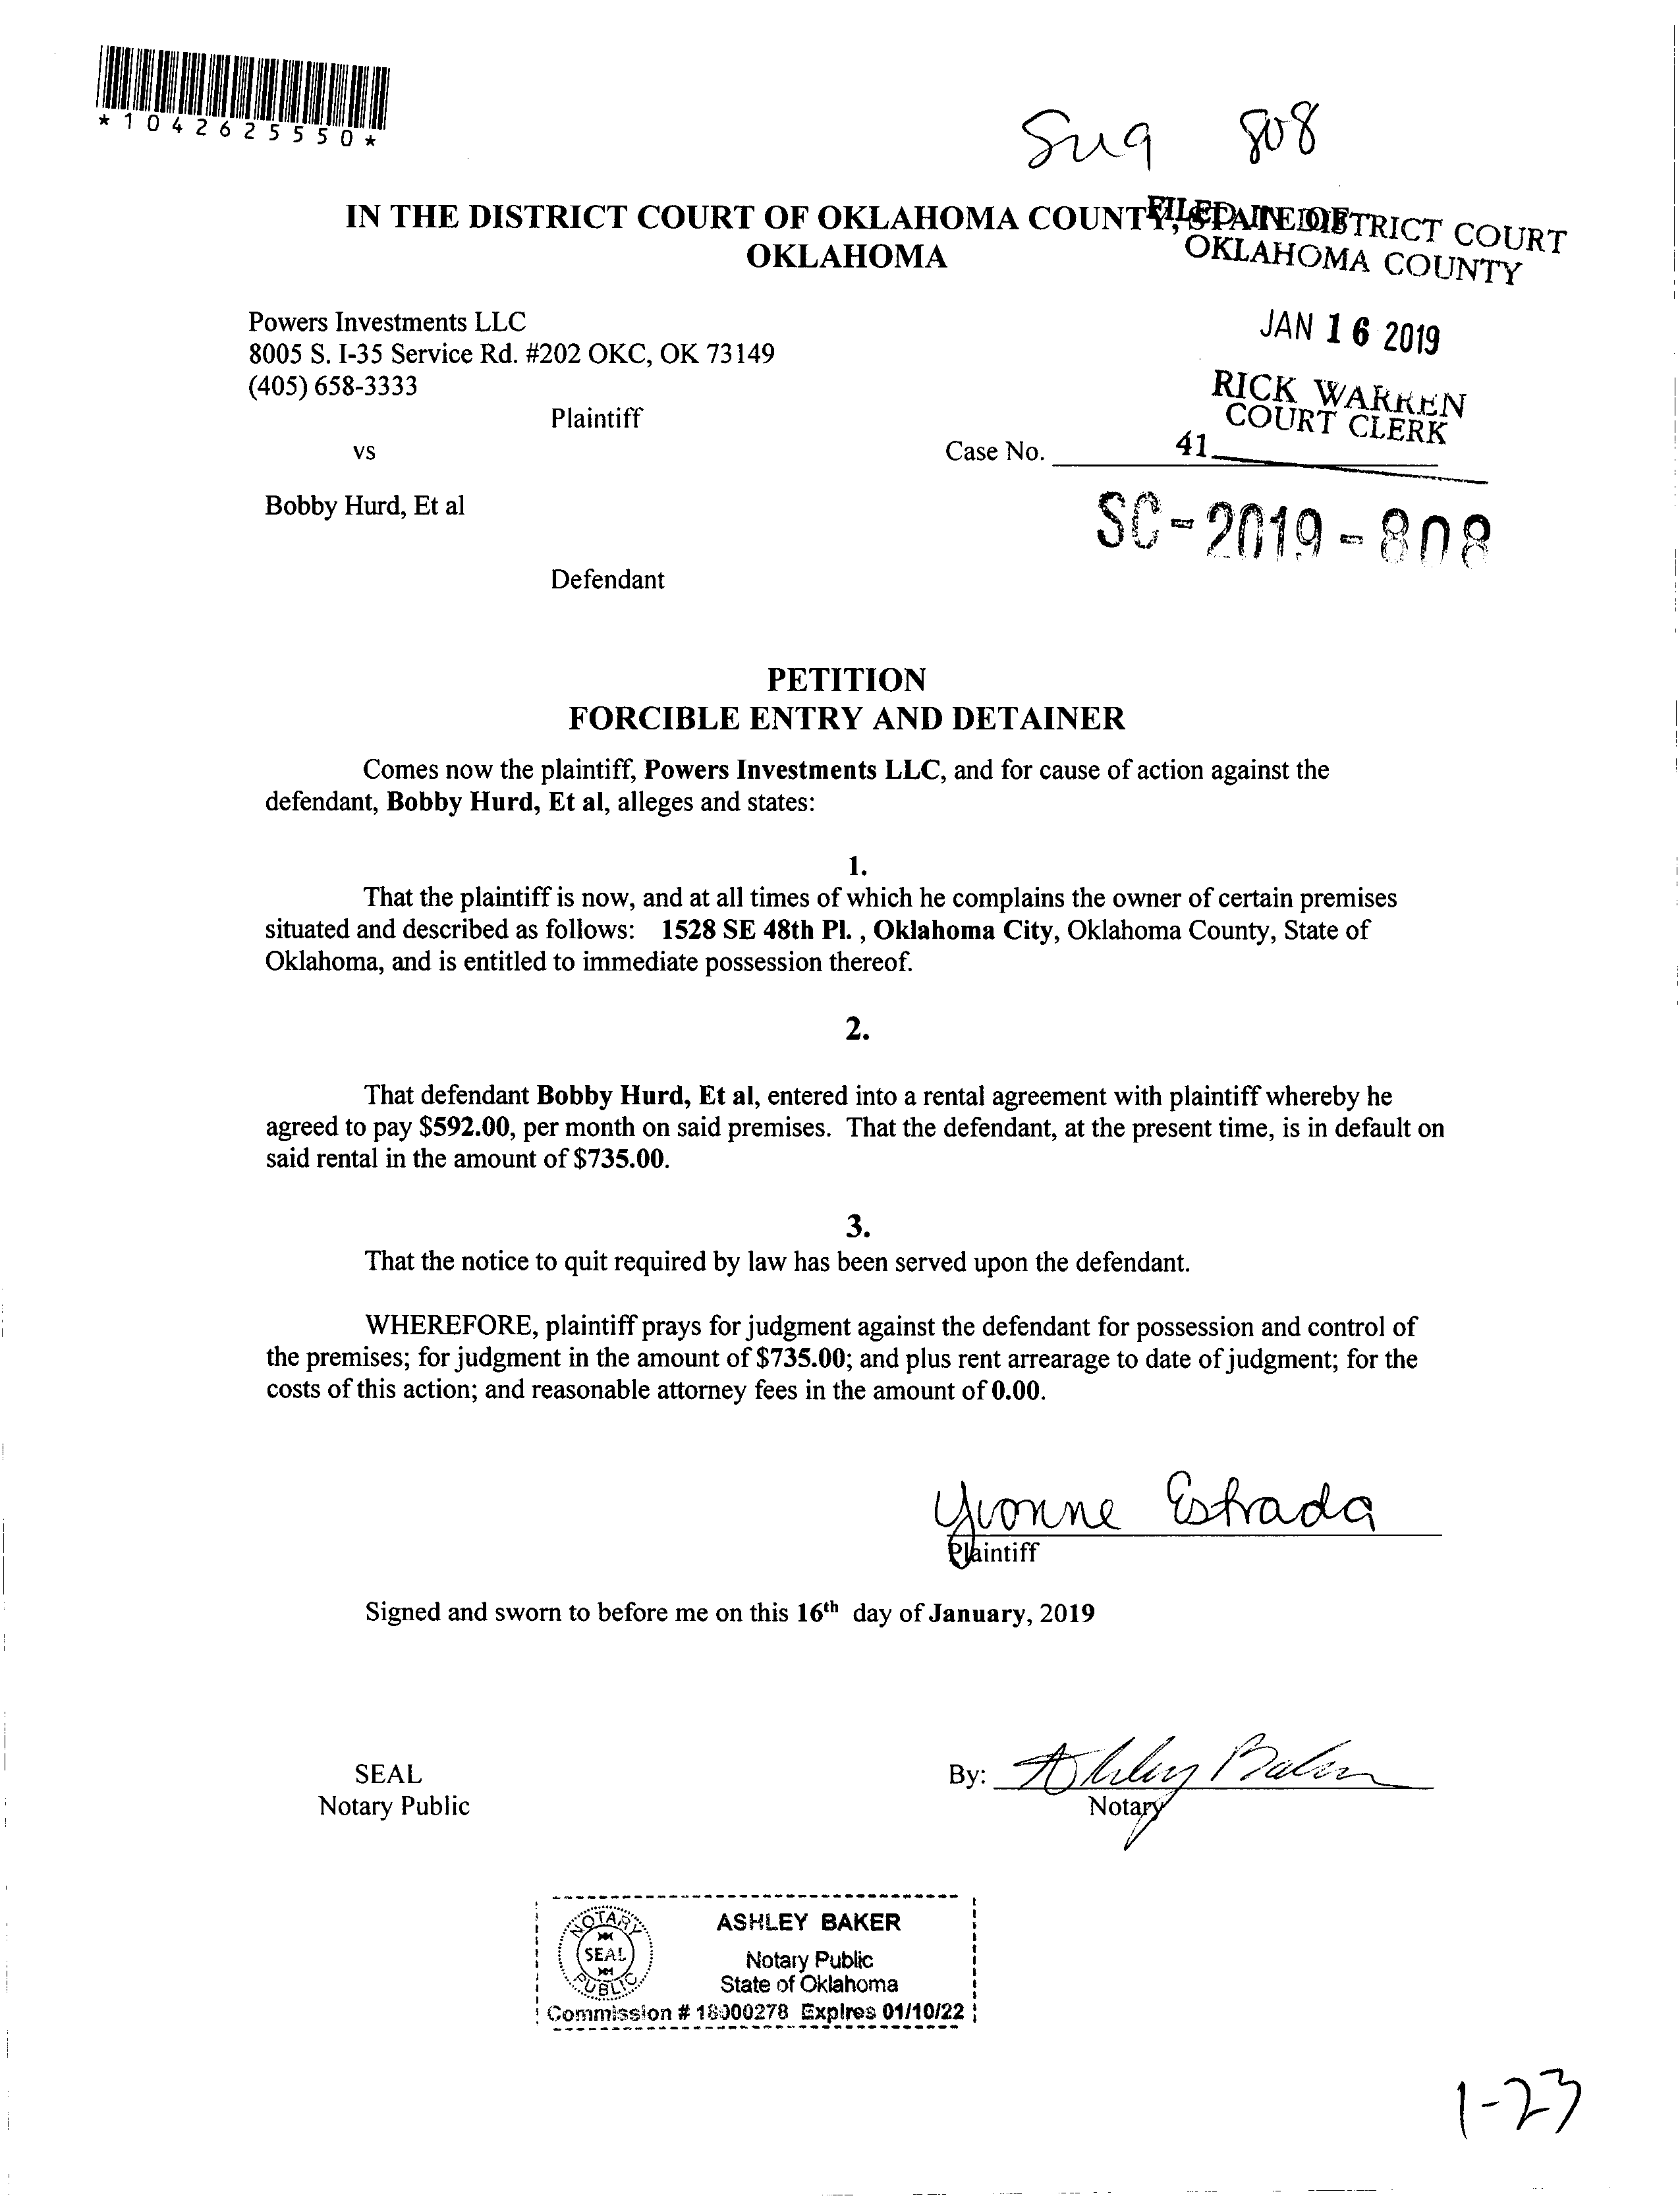 *1042625550*
808
IN THE DISTRICT COURT OF OKLAHOMA COUNTY, STATE OF
OKLAHOMA
FILED IN DISTRICT COURT
OKLAHOMA COUNTY
JAN 16 2019
RICK WARREN
COURT CLERK
41
Powers Investments LLC
8005 S. I-35 Service Rd. #202 OKC, OK 73149
(405) 658-3333
Plaintiff
vs
Case No.
Bobby Hurd, Et al
SC-2019-808
Defendant
PETITION
FORCIBLE ENTRY AND DETAINER
Comes now the plaintiff, Powers Investments LLC, and for cause of action against the
defendant, Bobby Hurd, Et al, alleges and states:
1.
That the plaintiff is now, and at all times of which he complains the owner of certain premises
situated and described as follows: 1528 SE 48th Pl. , Oklahoma City, Oklahoma County, State of
Oklahoma, and is entitled to immediate possession thereof.
2.
That defendant Bobby Hurd, Et al, entered into a rental agreement with plaintiff whereby he
agreed to pay $592.00, per month on said premises. That the defendant, at the present time, is in default on
said rental in the amount of $735.00.
3.
That the notice to quit required by law has been served upon the defendant.
WHEREFORE, plaintiff prays for judgment against the defendant for possession and control of
the premises; for judgment in the amount of $735.00; and plus rent arrearage to date of judgment; for the
costs of this action; and reasonable attorney fees in the amount of 0.00.
Yvonne Estrada
Plaintiff
Signed and sworn to before me on this 16th day of January, 2019
SEAL
Notary Public
By: Ashley Baker
Notary
NOTARY
SEAL
PUBLIC
ASHLEY BAKER
Notary Public
State of Oklahoma
Commission # 18000278 Expires 01/10/22
1-23